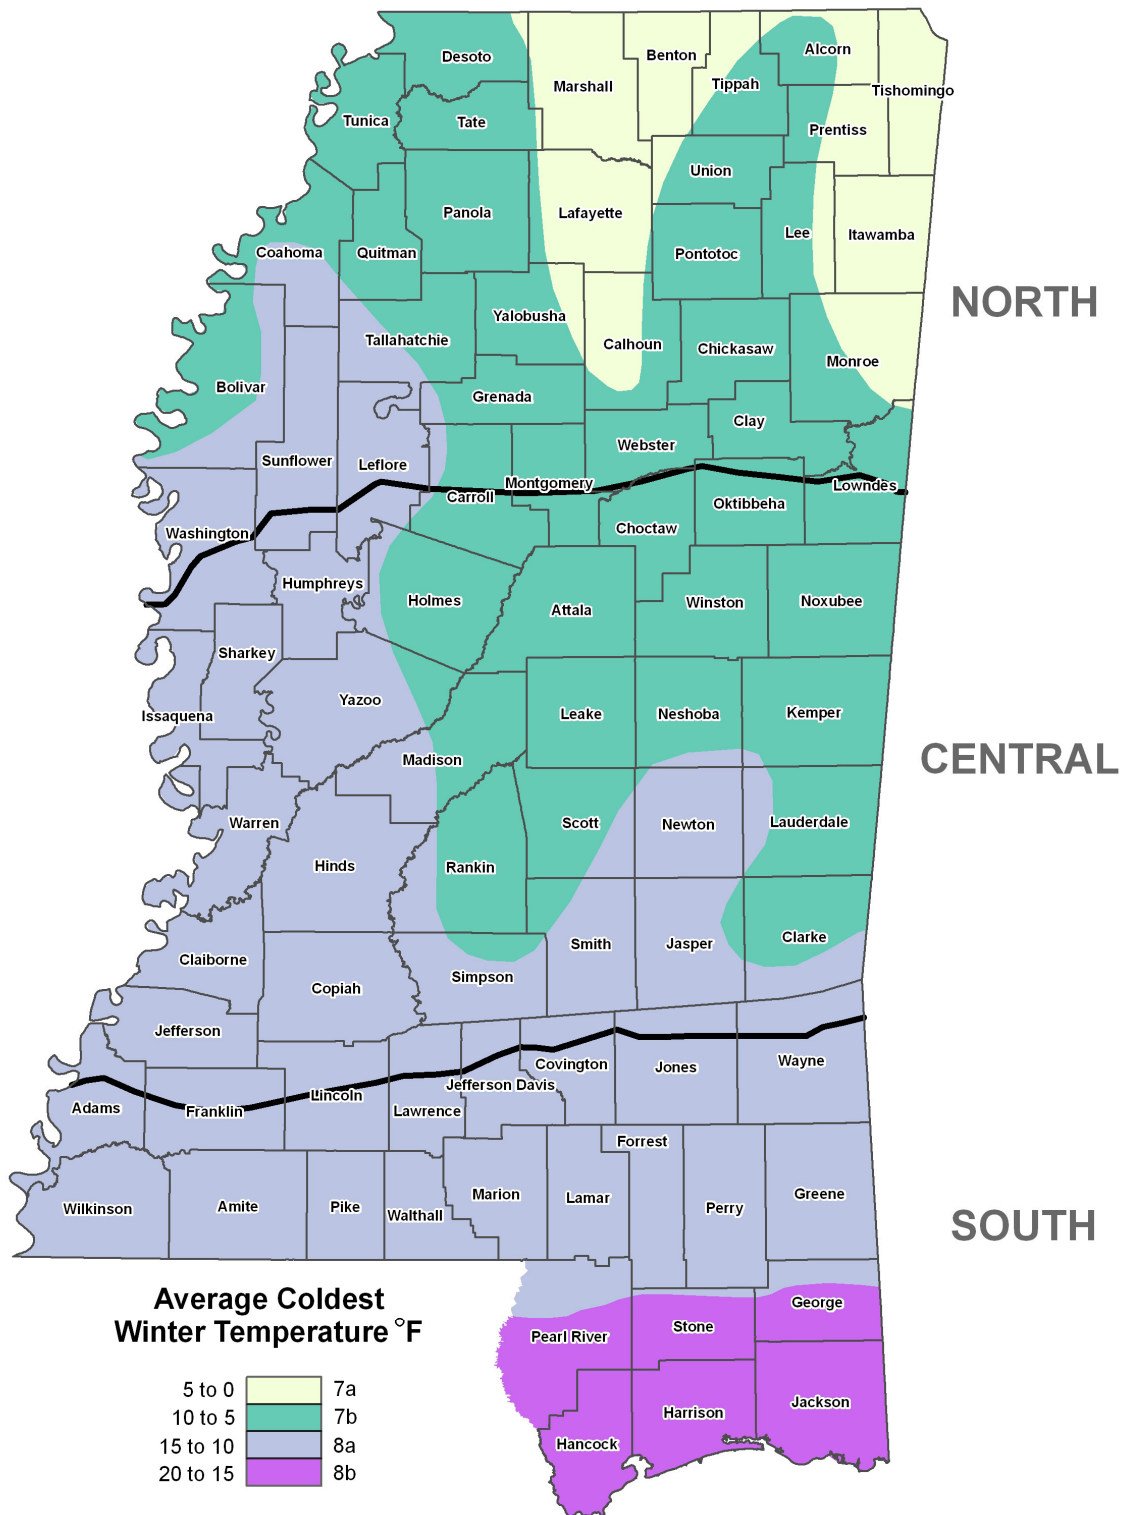 Desoto
Marshall
Benton
Tippah
Alcorn
Tishomingo
Tunica
Tate
Prentiss
Union
Panola
Lafayette
Lee
Itawamba
Coahoma
Quitman
Pontotoc
NORTH
Yalobusha
Tallahatchie
Calhoun
Chickasaw
Monroe
Bolivar
Grenada
Clay
Webster
Sunflower
Leflore
Montgomery
Lowndes
Carroll
Oktibbeha
Washington
Choctaw
Humphreys
Holmes
Attala
Winston
Noxubee
Sharkey
Yazoo
Issaquena
Leake
Neshoba
Kemper
CENTRAL
Madison
Warren
Scott
Newton
Lauderdale
Hinds
Rankin
Clarke
Smith
Jasper
Claiborne
Simpson
Copiah
Jefferson
Covington
Jones
Wayne
Jefferson Davis
Adams
Franklin
Lincoln
Lawrence
Forrest
Wilkinson
Amite
Pike
Walthall
Marion
Lamar
Perry
Greene
SOUTH
George
Pearl River
Stone
Jackson
Harrison
Hancock
Average Coldest
Winter Temperature °F
5 to 0 7a
10 to 5 7b
15 to 10 8a
20 to 15 8b